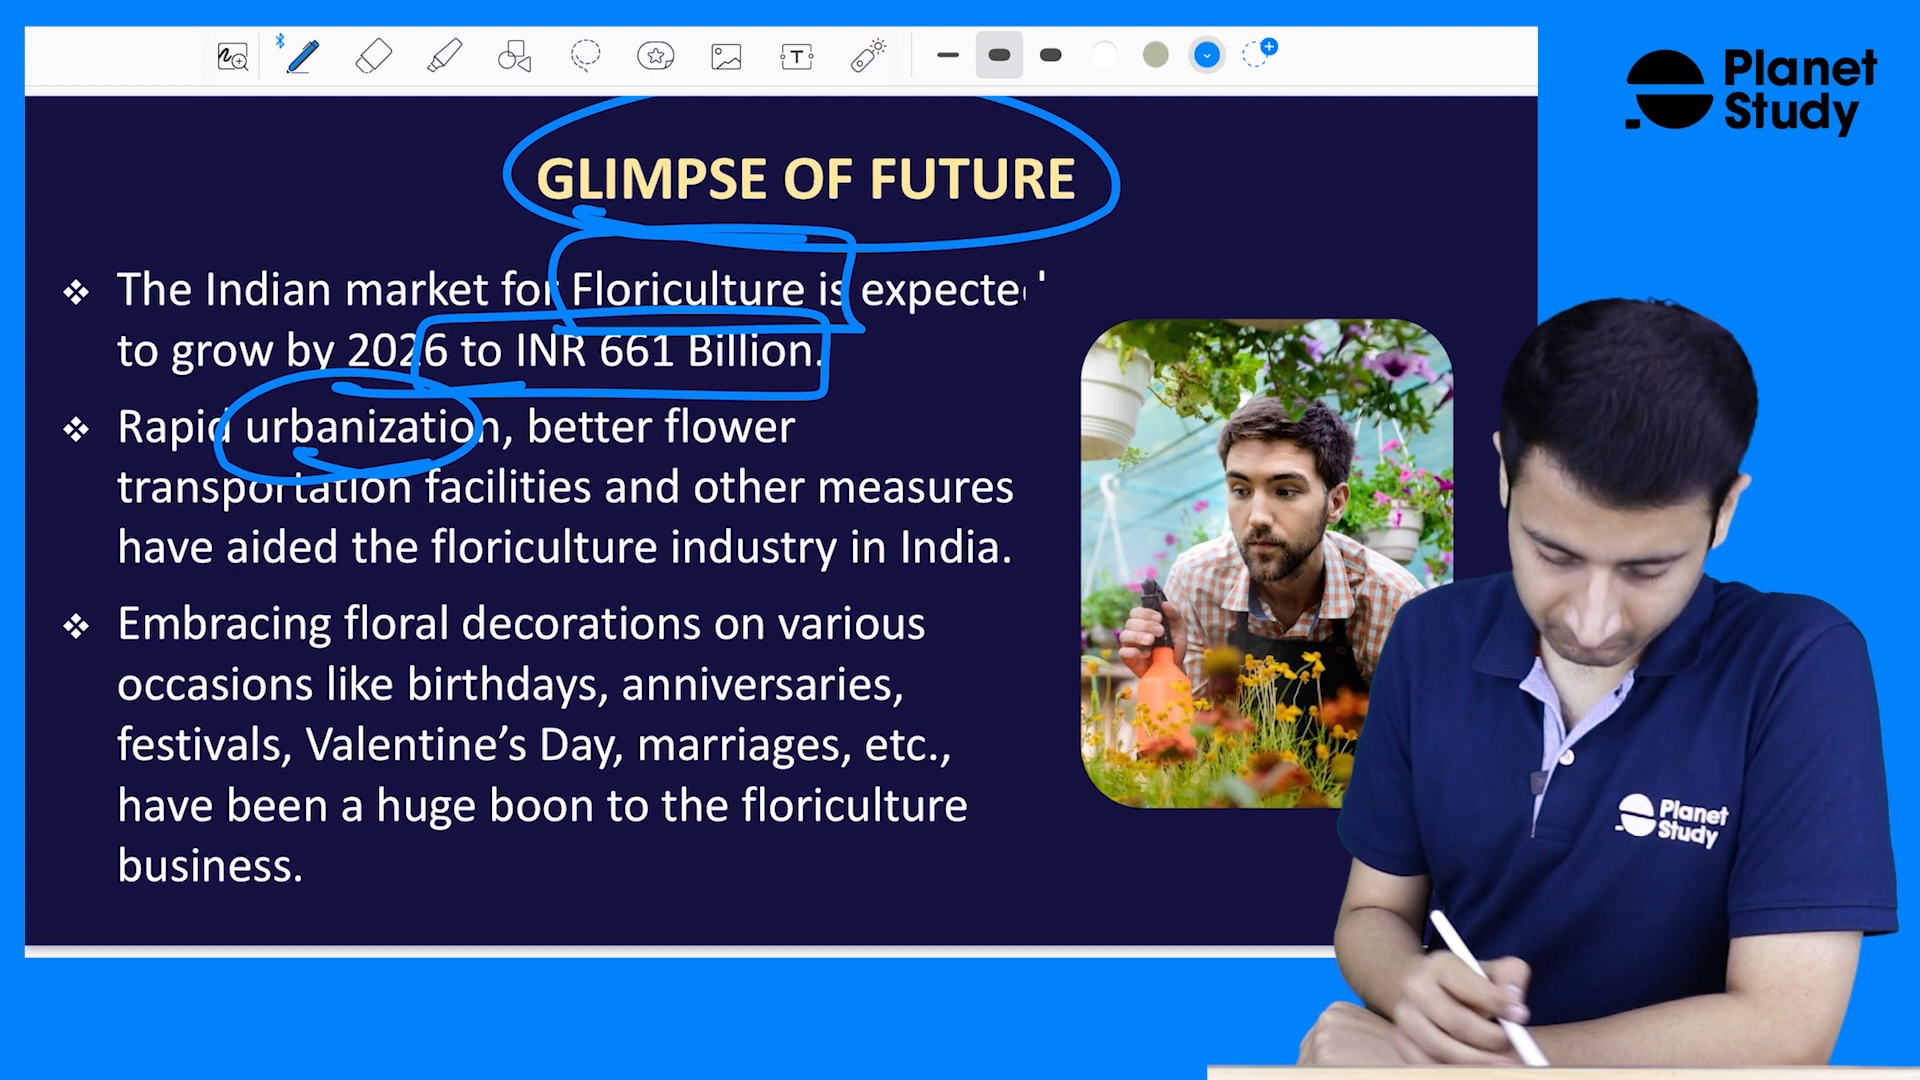 Planet
Study
GLIMPSE OF FUTURE
The Indian market for Floriculture is expected
to grow by 2026 to INR 661 Billion.
Rapid urbanization, better flower
transportation facilities and other measures
have aided the floriculture industry in India.
Embracing floral decorations on various
occasions like birthdays, anniversaries,
festivals, Valentine’s Day, marriages, etc.,
have been a huge boon to the floriculture
business.
Planet
Study